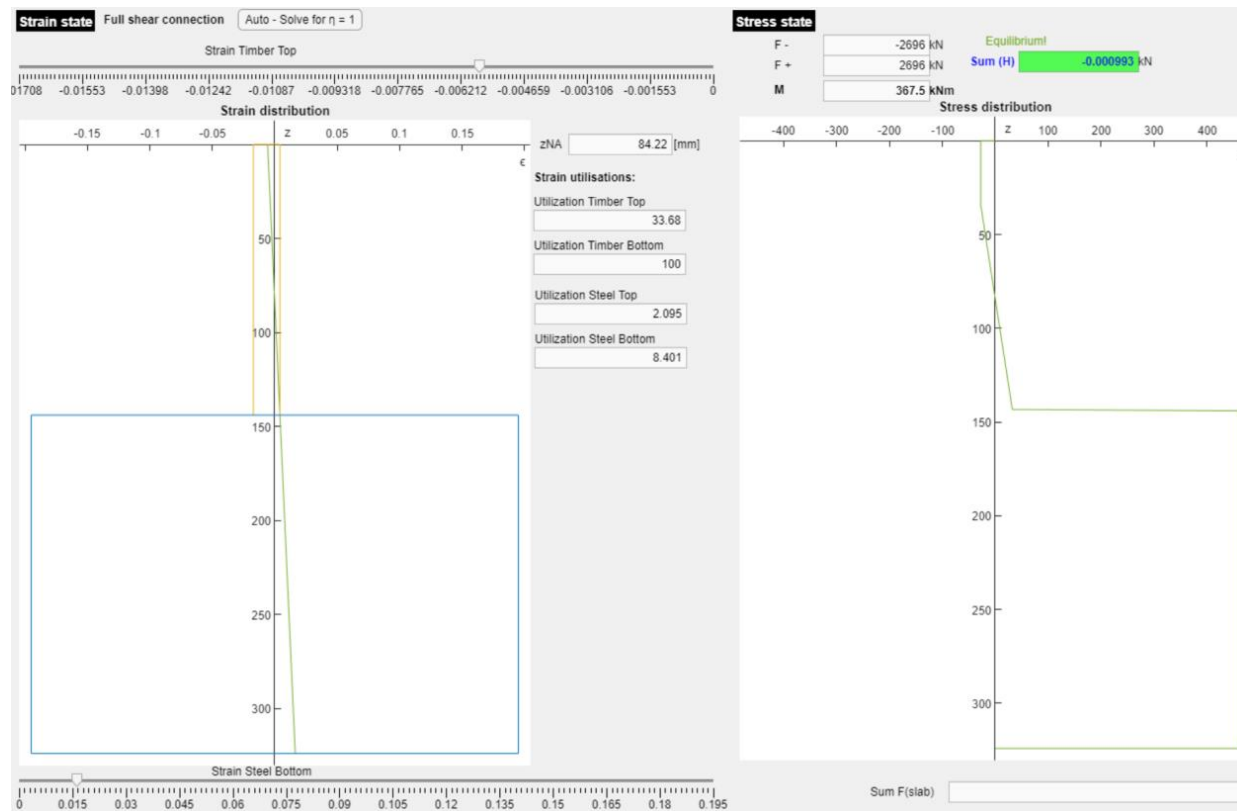 Strain state Full shear connection Auto - Solve for η = 1
Strain Timber Top
01708 -0.01553 -0.01398 -0.01242 -0.01087 -0.009318 -0.007765 -0.006212 -0.004659 -0.003106 -0.001553 0
Strain distribution
-0.15 -0.1 -0.05 z 0.05 0.1 0.15
ε
50
100
150
200
250
300
zNA 84.22 [mm]
Strain utilisations:
Utilization Timber Top
33.68
Utilization Timber Bottom
100
Utilization Steel Top
2.095
Utilization Steel Bottom
8.401
Strain Steel Bottom
0 0.015 0.03 0.045 0.06 0.075 0.09 0.105 0.12 0.135 0.15 0.165 0.18 0.195
Stress state
F - -2696 kN Equilibrium!
F + 2696 kN Sum (H) -0.000993 kN
M 367.5 kNm
Stress distribution
-400 -300 -200 -100 z 100 200 300 400
50
100
150
200
250
300
Sum F(slab)